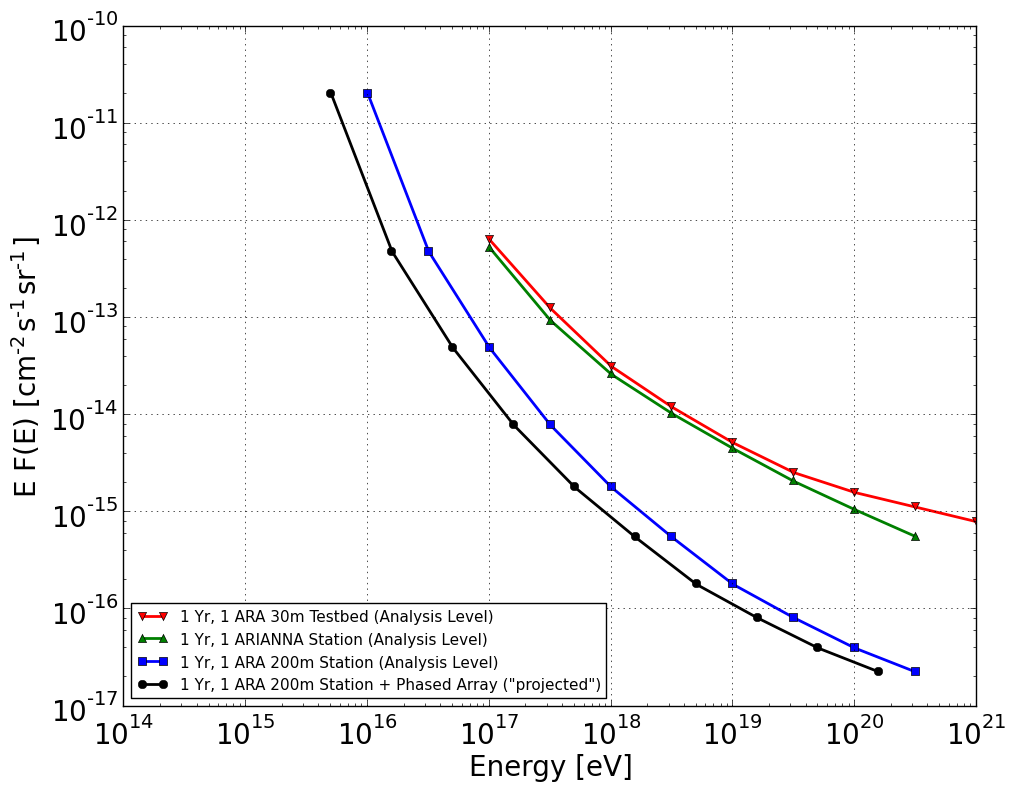 10^-10
10^-11
10^-12
10^-13
10^-14
10^-15
10^-16
10^-17
E F(E) [cm^-2 s^-1 sr^-1]
1 Yr, 1 ARA 30m Testbed (Analysis Level)
1 Yr, 1 ARIANNA Station (Analysis Level)
1 Yr, 1 ARA 200m Station (Analysis Level)
1 Yr, 1 ARA 200m Station + Phased Array ("projected")
10^14 10^15 10^16 10^17 10^18 10^19 10^20 10^21
Energy [eV]